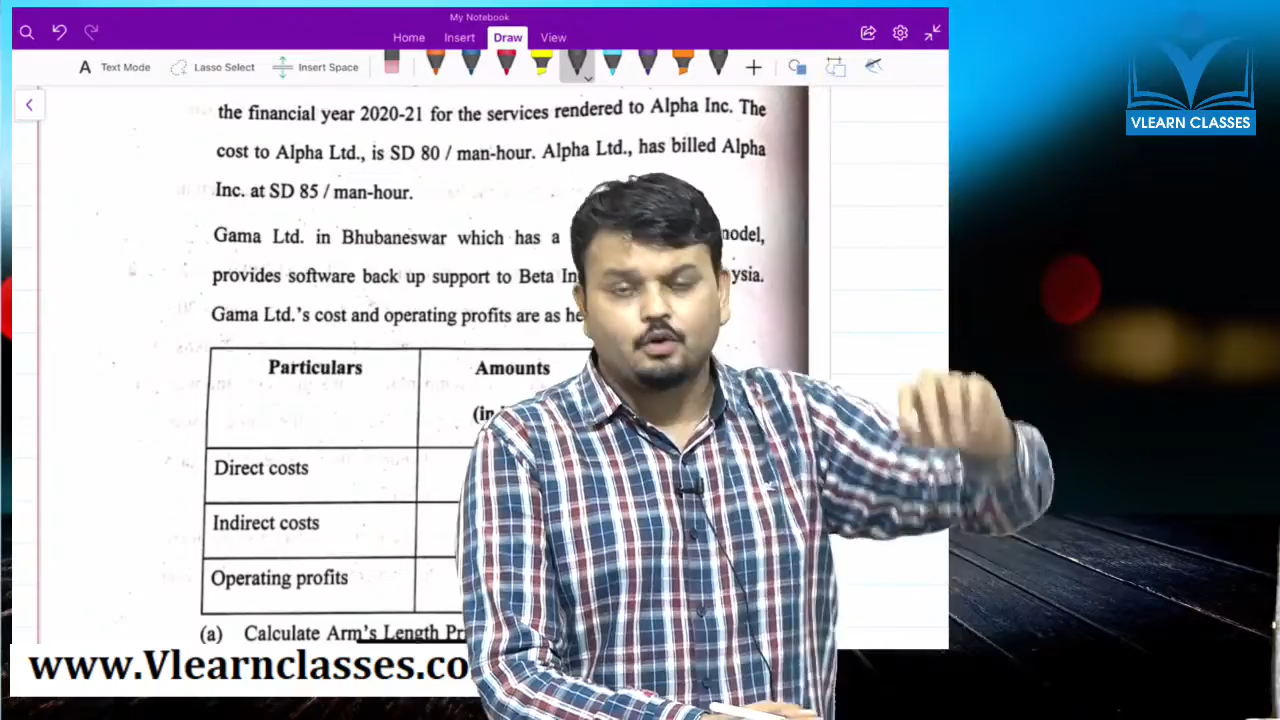 My Notebook
Home Insert Draw View
A Text Mode Lasso Select Insert Space
VLEARN CLASSES
the financial year 2020-21 for the services rendered to Alpha Inc. The
cost to Alpha Ltd., is SD 80 / man-hour. Alpha Ltd., has billed Alpha
Inc. at SD 85 / man-hour.
Gama Ltd. in Bhubaneswar which has a
provides software back up support to Beta
Gama Ltd.'s cost and operating profits are as
Particulars Amounts
Direct costs
Indirect costs
Operating profits
(a) Calculate Arm's Length
www.Vlearnclasses.co